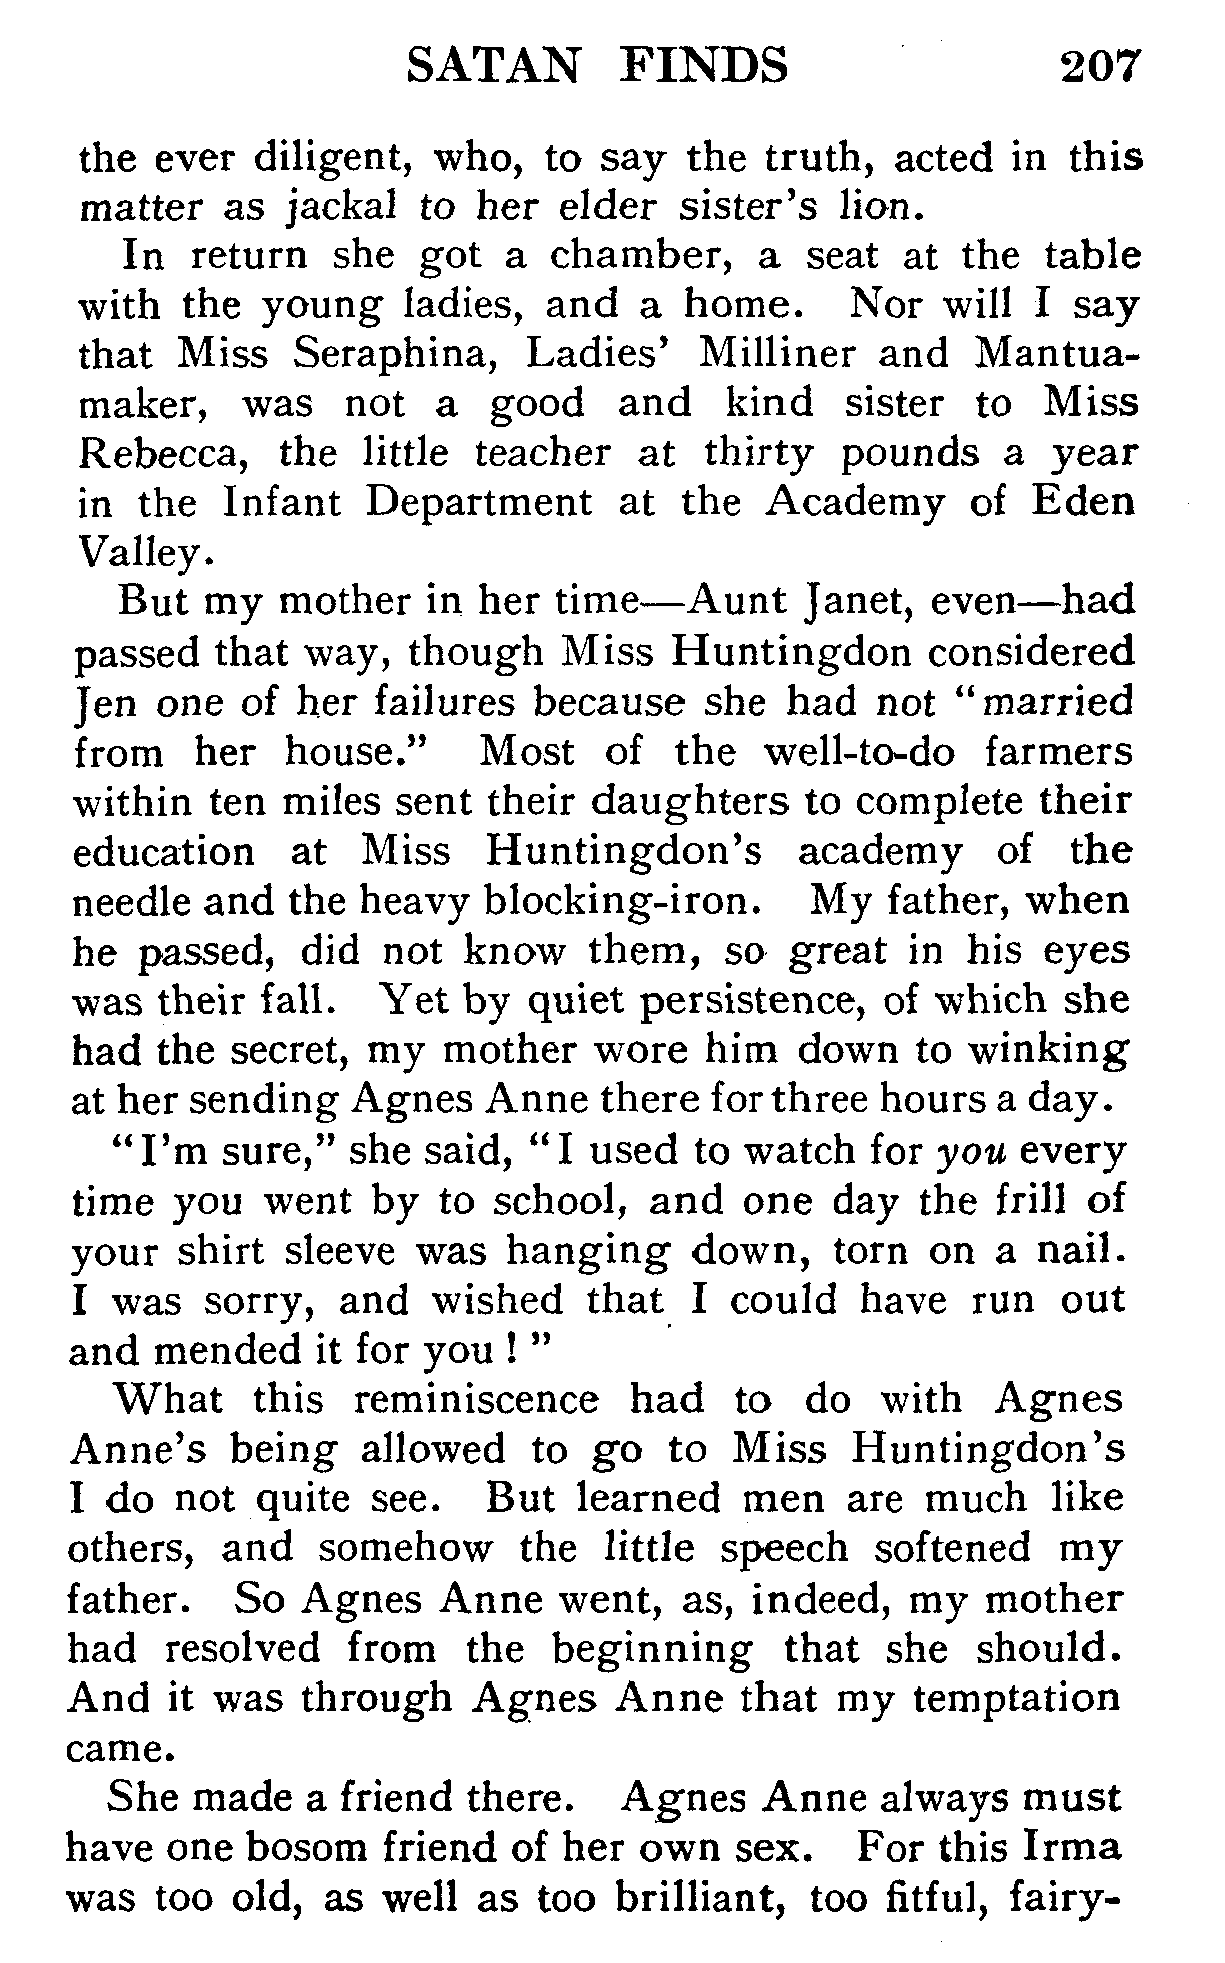 SATAN FINDS 207
the ever diligent, who, to say the truth, acted in this
matter as jackal to her elder sister's lion.
In return she got a chamber, a seat at the table
with the young ladies, and a home. Nor will I say
that Miss Seraphina, Ladies' Milliner and Mantua-
maker, was not a good and kind sister to Miss
Rebecca, the little teacher at thirty pounds a year
in the Infant Department at the Academy of Eden
Valley.
But my mother in her time—Aunt Janet, even—had
passed that way, though Miss Huntingdon considered
Jen one of her failures because she had not "married
from her house." Most of the well-to-do farmers
within ten miles sent their daughters to complete their
education at Miss Huntingdon's academy of the
needle and the heavy blocking-iron. My father, when
he passed, did not know them, so great in his eyes
was their fall. Yet by quiet persistence, of which she
had the secret, my mother wore him down to winking
at her sending Agnes Anne there for three hours a day.
"I'm sure," she said, "I used to watch for you every
time you went by to school, and one day the frill of
your shirt sleeve was hanging down, torn on a nail.
I was sorry, and wished that I could have run out
and mended it for you!"
What this reminiscence had to do with Agnes
Anne's being allowed to go to Miss Huntingdon's
I do not quite see. But learned men are much like
others, and somehow the little speech softened my
father. So Agnes Anne went, as, indeed, my mother
had resolved from the beginning that she should.
And it was through Agnes Anne that my temptation
came.
She made a friend there. Agnes Anne always must
have one bosom friend of her own sex. For this Irma
was too old, as well as too brilliant, too fitful, fairy-